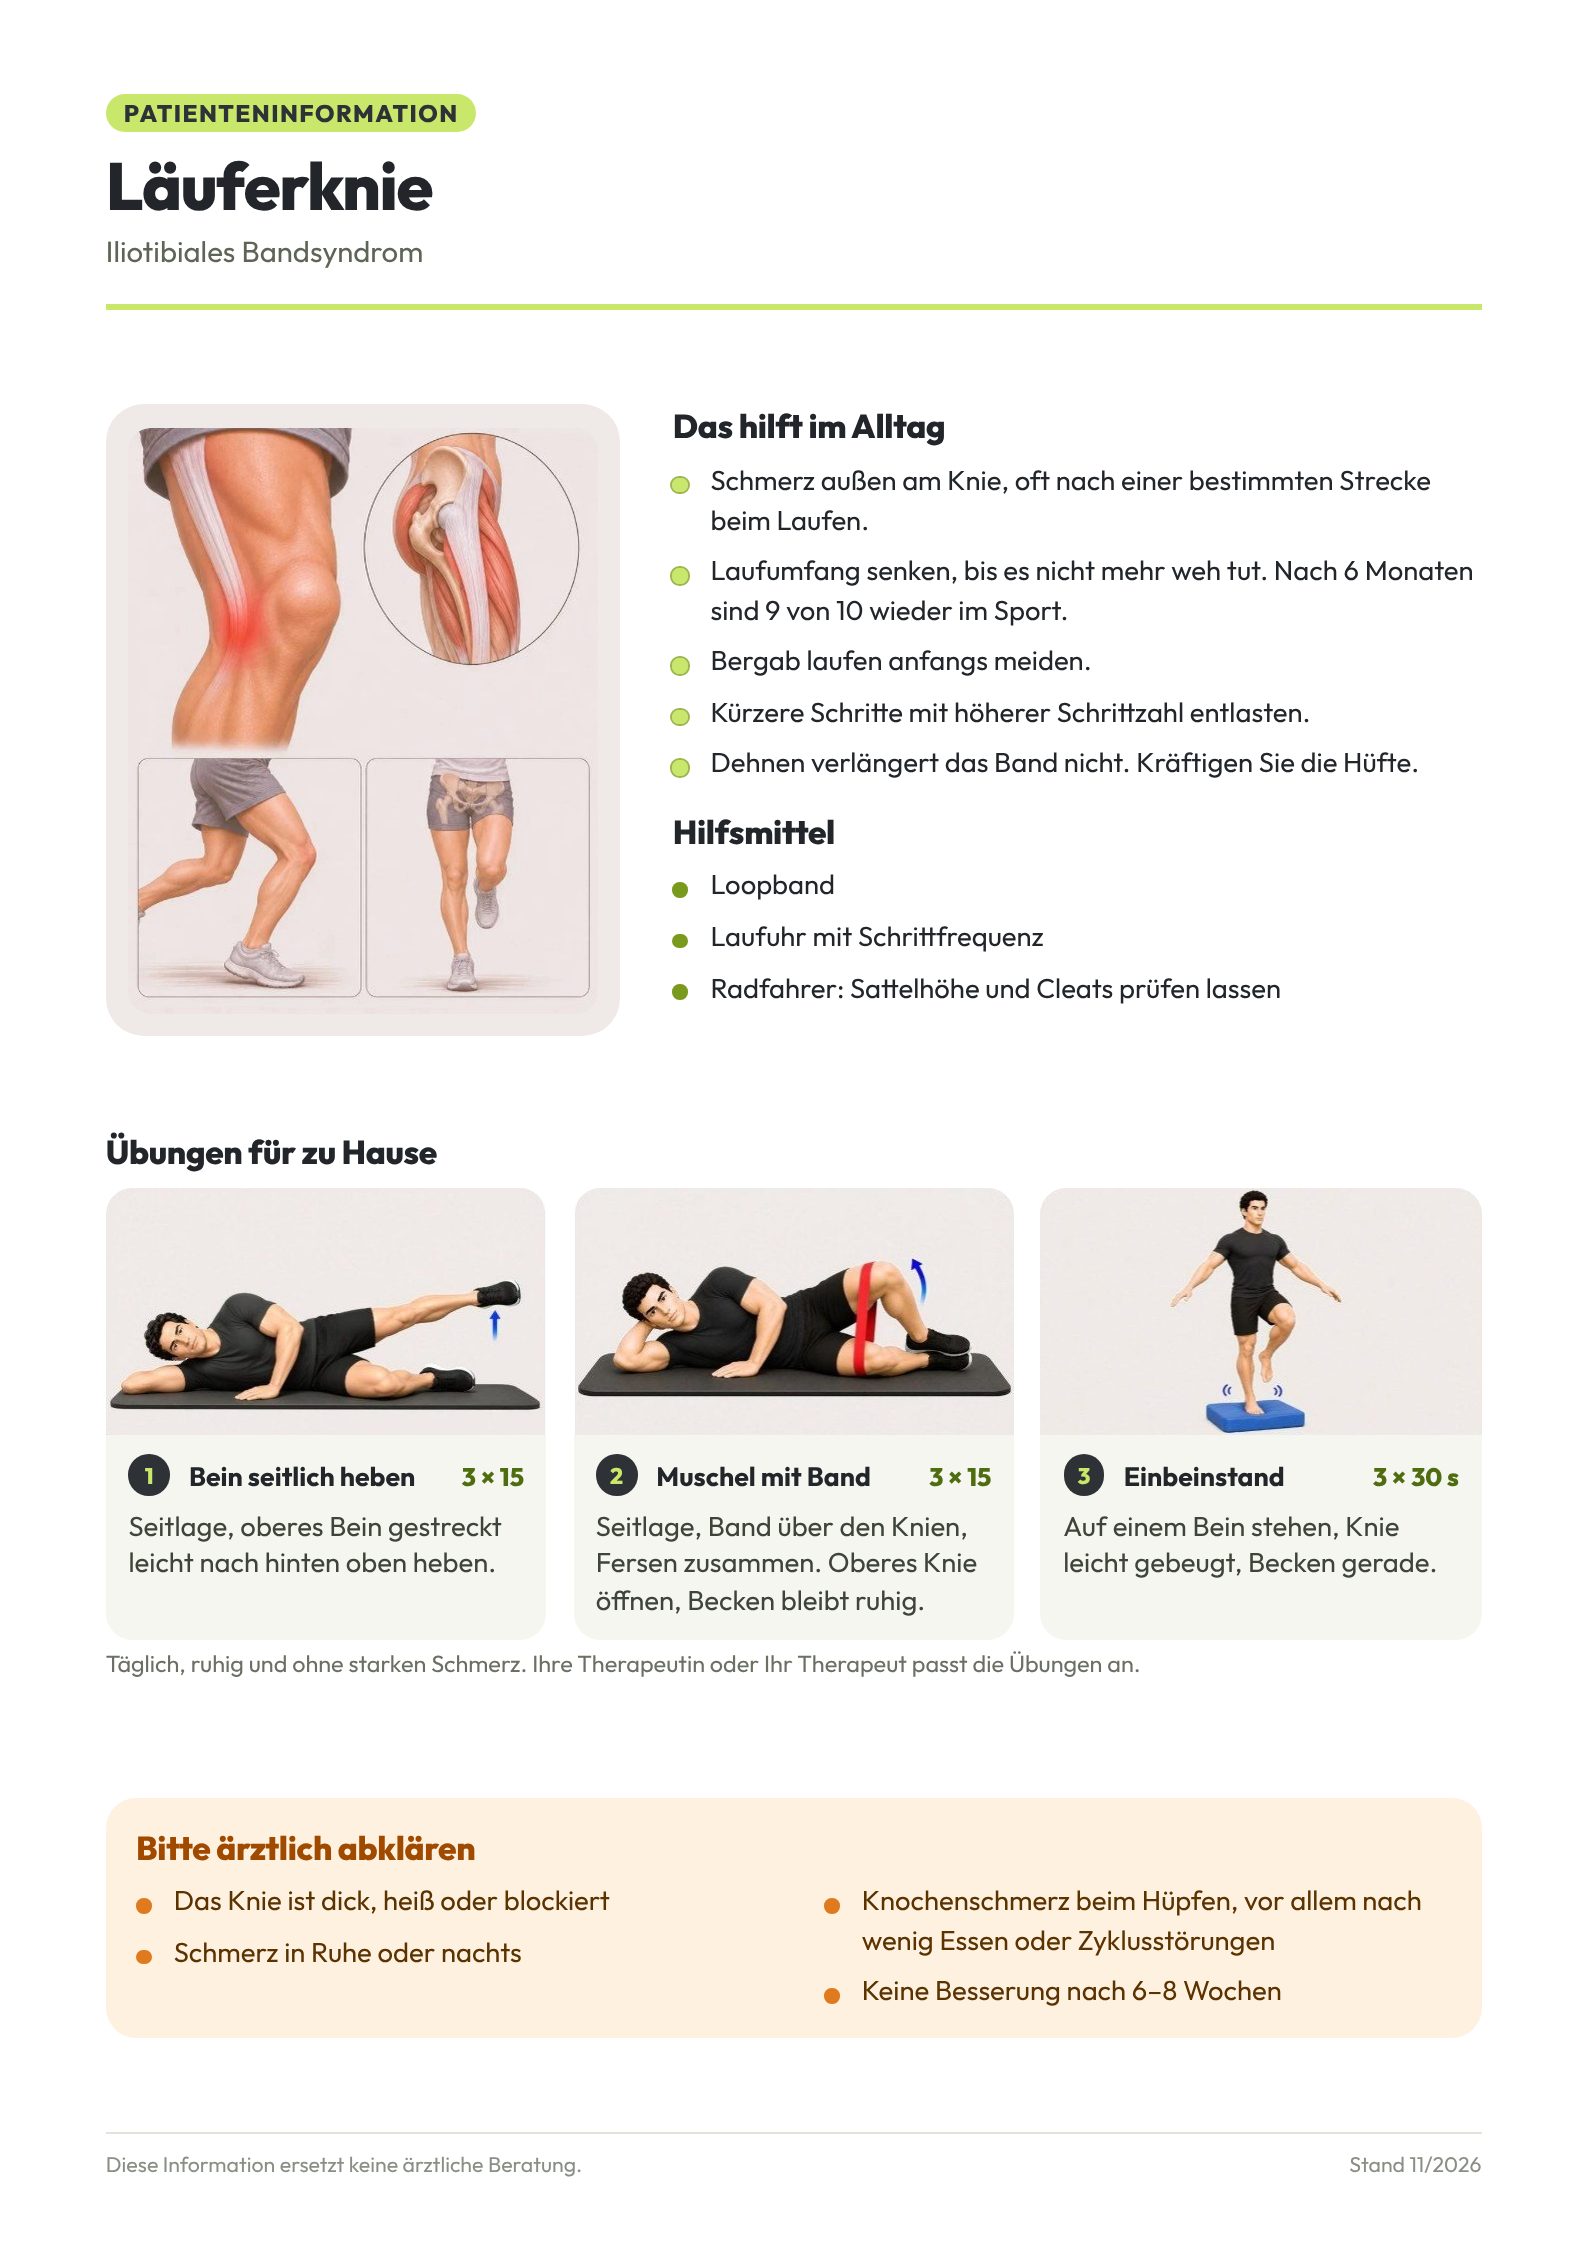 PATIENTENINFORMATION
Läuferknie
Iliotibiales Bandsyndrom
Das hilft im Alltag
Schmerz außen am Knie, oft nach einer bestimmten Strecke
beim Laufen.
Laufumfang senken, bis es nicht mehr weh tut. Nach 6 Monaten
sind 9 von 10 wieder im Sport.
Bergab laufen anfangs meiden.
Kürzere Schritte mit höherer Schrittzahl entlasten.
Dehnen verlängert das Band nicht. Kräftigen Sie die Hüfte.
Hilfsmittel
Loopband
Laufuhr mit Schrittfrequenz
Radfahrer: Sattelhöhe und Cleats prüfen lassen
Übungen für zu Hause
1 Bein seitlich heben 3 × 15
Seitlage, oberes Bein gestreckt
leicht nach hinten oben heben.
2 Muschel mit Band 3 × 15
Seitlage, Band über den Knien,
Fersen zusammen. Oberes Knie
öffnen, Becken bleibt ruhig.
3 Einbeinstand 3 × 30 s
Auf einem Bein stehen, Knie
leicht gebeugt, Becken gerade.
Täglich, ruhig und ohne starken Schmerz. Ihre Therapeutin oder Ihr Therapeut passt die Übungen an.
Bitte ärztlich abklären
Das Knie ist dick, heiß oder blockiert
Schmerz in Ruhe oder nachts
Knochenschmerz beim Hüpfen, vor allem nach
wenig Essen oder Zyklusstörungen
Keine Besserung nach 6–8 Wochen
Diese Information ersetzt keine ärztliche Beratung.
Stand 11/2026